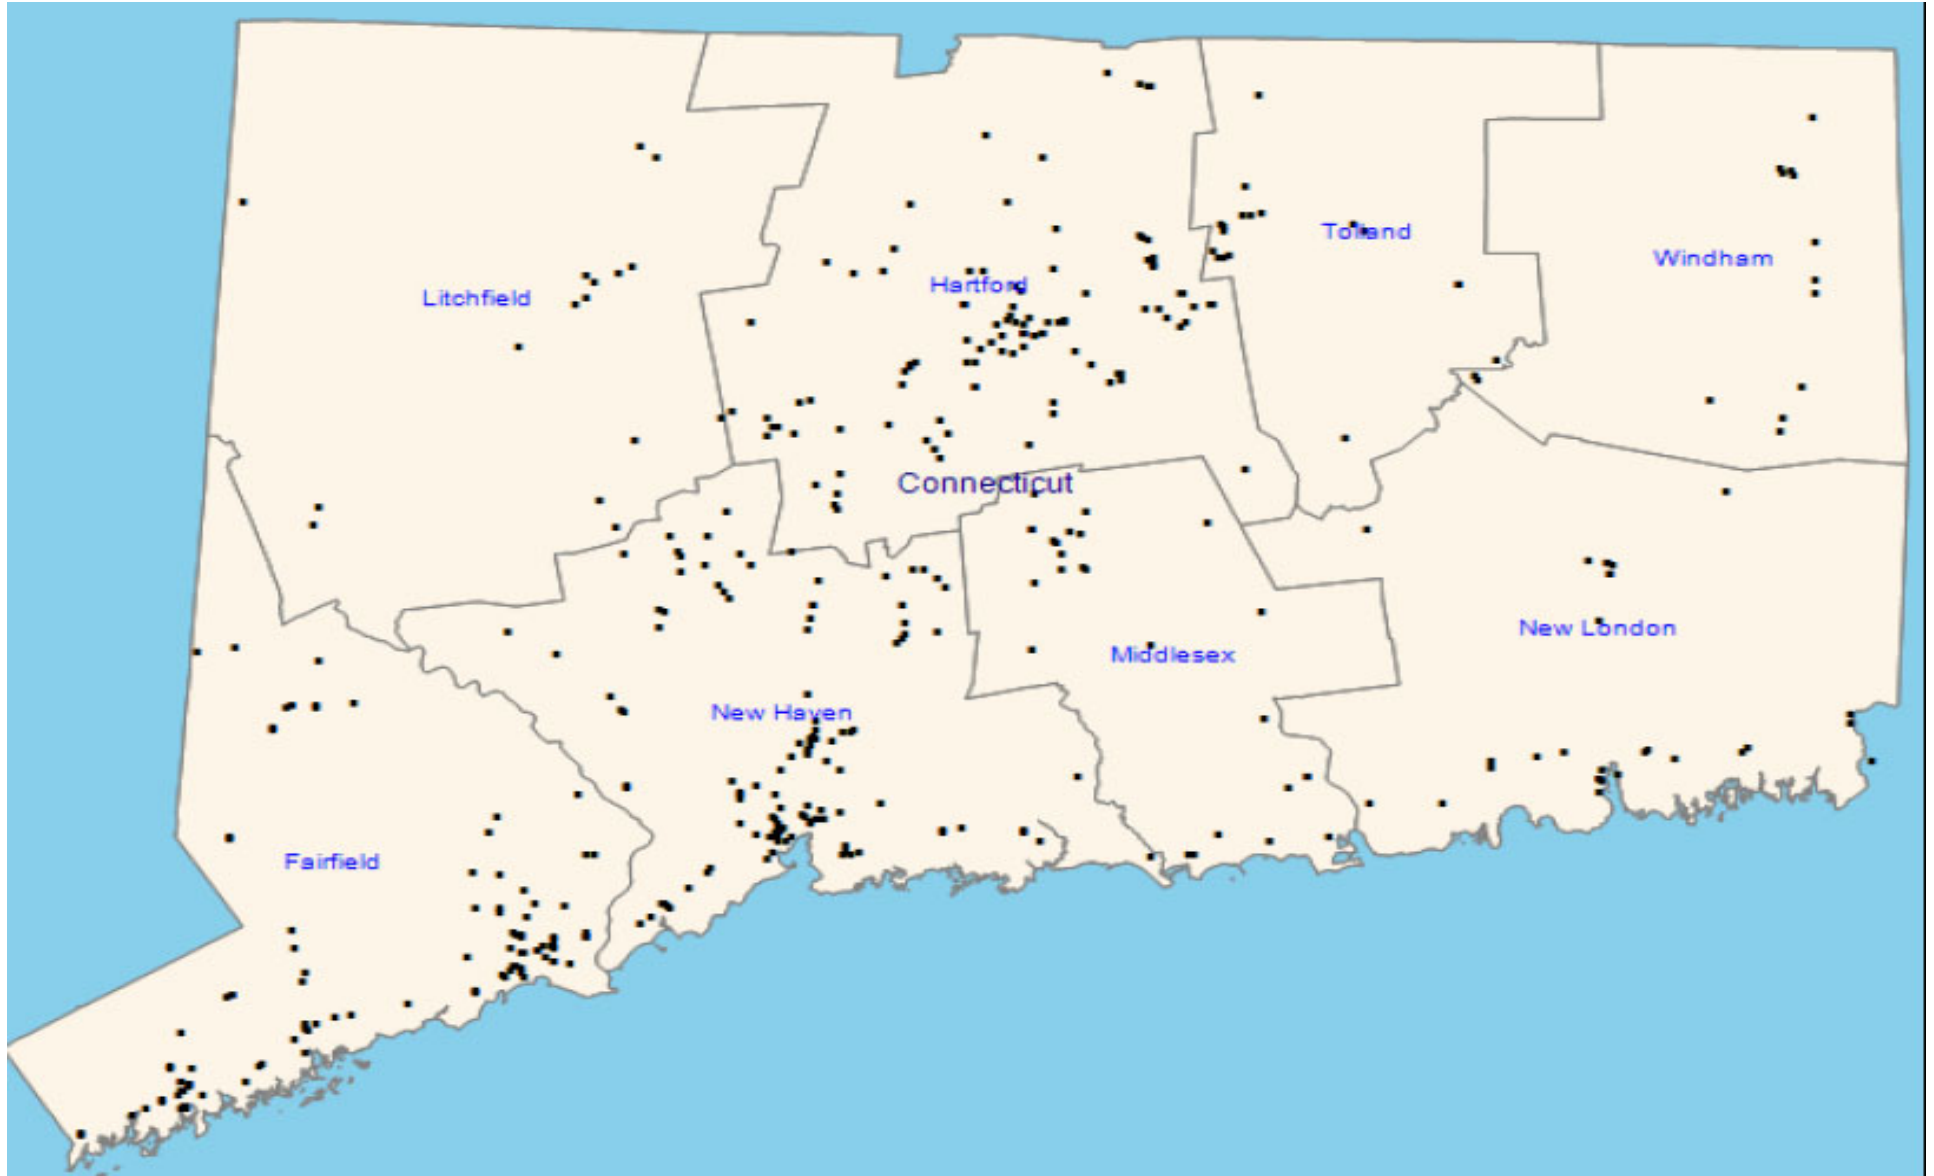 Tolland
Windham
Hartford
Litchfield
Connecticut
New London
Middlesex
New Haven
Fairfield